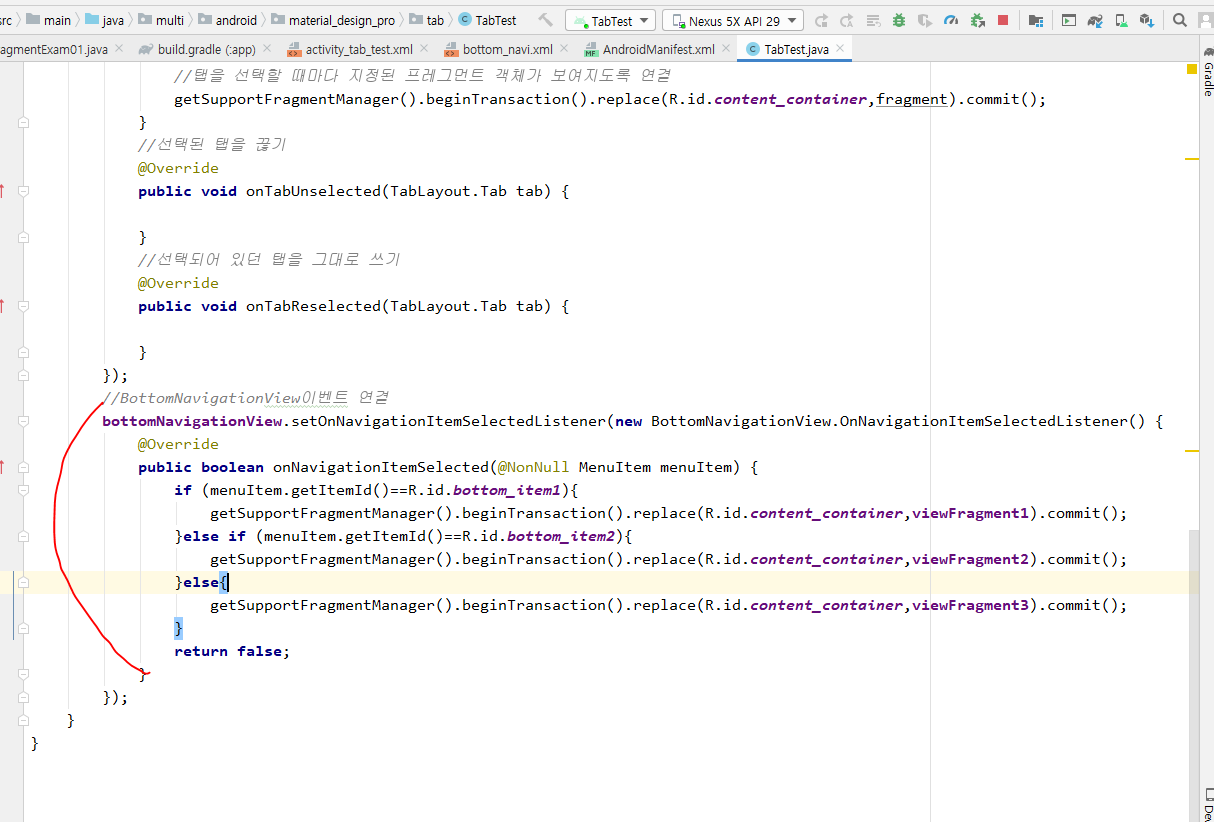 src main java multi android material_design_pro tab TabTest TabTest Nexus 5X API 29
agmentExam01.java build.gradle (:app) activity_tab_test.xml bottom_navi.xml AndroidManifest.xml TabTest.java
Gradle
//탭을 선택할 때마다 지정된 프레그먼트 객체가 보여지도록 연결
getSupportFragmentManager().beginTransaction().replace(R.id.content_container,fragment).commit();
}
//선택된 탭을 끊기
@Override
public void onTabUnselected(TabLayout.Tab tab) {
}
//선택되어 있던 탭을 그대로 쓰기
@Override
public void onTabReselected(TabLayout.Tab tab) {
}
});
//BottomNavigationView이벤트 연결
bottomNavigationView.setOnNavigationItemSelectedListener(new BottomNavigationView.OnNavigationItemSelectedListener() {
@Override
public boolean onNavigationItemSelected(@NonNull MenuItem menuItem) {
if (menuItem.getItemId()==R.id.bottom_item1){
getSupportFragmentManager().beginTransaction().replace(R.id.content_container,viewFragment1).commit();
}else if (menuItem.getItemId()==R.id.bottom_item2){
getSupportFragmentManager().beginTransaction().replace(R.id.content_container,viewFragment2).commit();
}else{
getSupportFragmentManager().beginTransaction().replace(R.id.content_container,viewFragment3).commit();
}
return false;
}
});
}
}